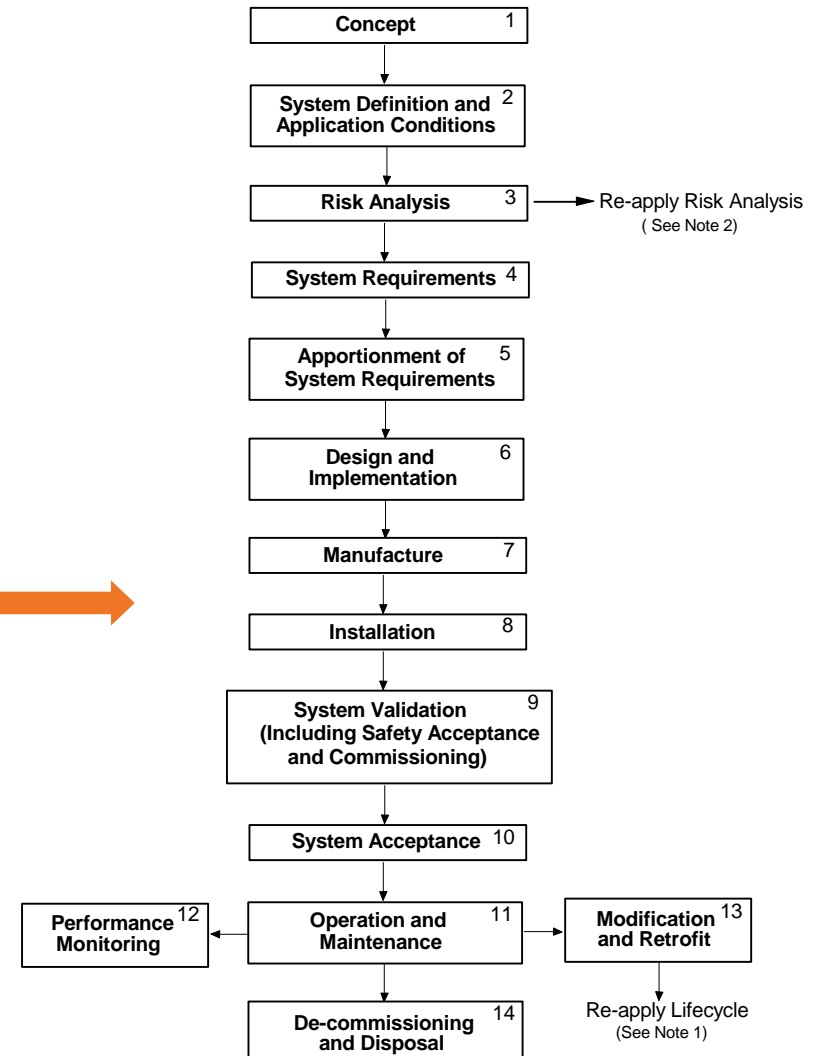 Concept 1
System Definition and 2
Application Conditions
Risk Analysis 3
Re-apply Risk Analysis
( See Note 2)
System Requirements 4
Apportionment of 5
System Requirements
Design and 6
Implementation
Manufacture 7
Installation 8
System Validation 9
(Including Safety Acceptance
and Commissioning)
System Acceptance 10
Performance 12
Monitoring
Operation and 11
Maintenance
Modification 13
and Retrofit
Re-apply Lifecycle
(See Note 1)
De-commissioning 14
and Disposal